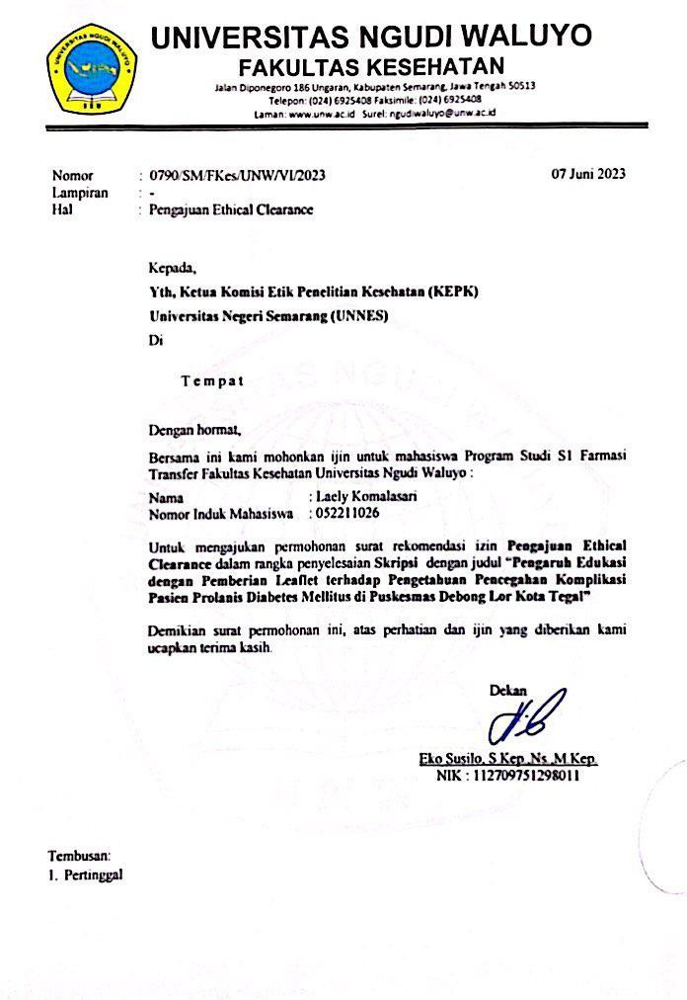 UNIVERSITAS NGUDI WALUYO
UNIVERSITAS NGUDI WALUYO
FAKULTAS KESEHATAN
Jalan Diponegoro 186 Ungaran, Kabupaten Semarang, Jawa Tengah 50513
Telepon: (024) 6925408 Faksimile: (024) 6925408
Laman: www.unw.ac.id Surel: ngudiwaluyo@unw.ac.id
Nomor : 0790/SM/FKes/UNW/VI/2023 07 Juni 2023
Lampiran : -
Hal : Pengajuan Ethical Clearance
Kepada,
Yth, Ketua Komisi Etik Penelitian Kesehatan (KEPK)
Universitas Negeri Semarang (UNNES)
Di
Tempat
Dengan hormat,
Bersama ini kami mohonkan ijin untuk mahasiswa Program Studi S1 Farmasi
Transfer Fakultas Kesehatan Universitas Ngudi Waluyo :
Nama : Laely Komalasari
Nomor Induk Mahasiswa : 052211026
Untuk mengajukan permohonan surat rekomendasi izin Pengajuan Ethical
Clearance dalam rangka penyelesaian Skripsi dengan judul "Pengaruh Edukasi
dengan Pemberian Leaflet terhadap Pengetahuan Pencegahan Komplikasi
Pasien Prolanis Diabetes Mellitus di Puskesmas Debong Lor Kota Tegal"
Demikian surat permohonan ini, atas perhatian dan ijin yang diberikan kami
ucapkan terima kasih.
Dekan
Eko Susilo, S.Kep.,Ns.,M.Kep.
NIK : 112709751298011
Tembusan:
1. Pertinggal